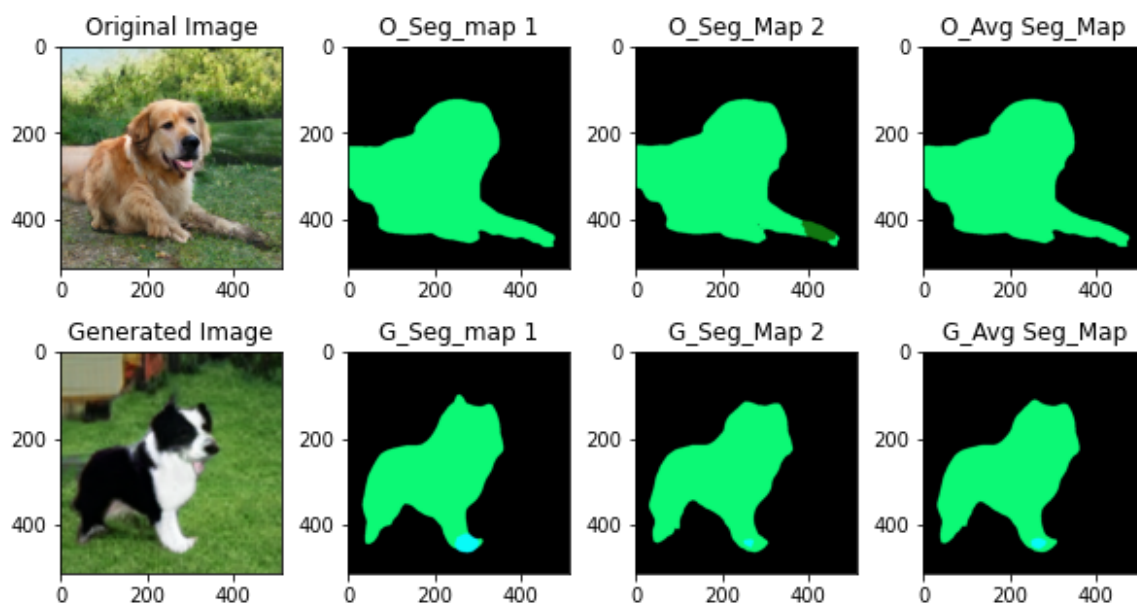 Original Image O_Seg_map 1 O_Seg_Map 2 O_Avg Seg_Map
0 0 0 0
200 200 200 200
400 400 400 400
0 200 400 0 200 400 0 200 400 0 200 400
Generated Image G_Seg_map 1 G_Seg_Map 2 G_Avg Seg_Map
0 0 0 0
200 200 200 200
400 400 400 400
0 200 400 0 200 400 0 200 400 0 200 400